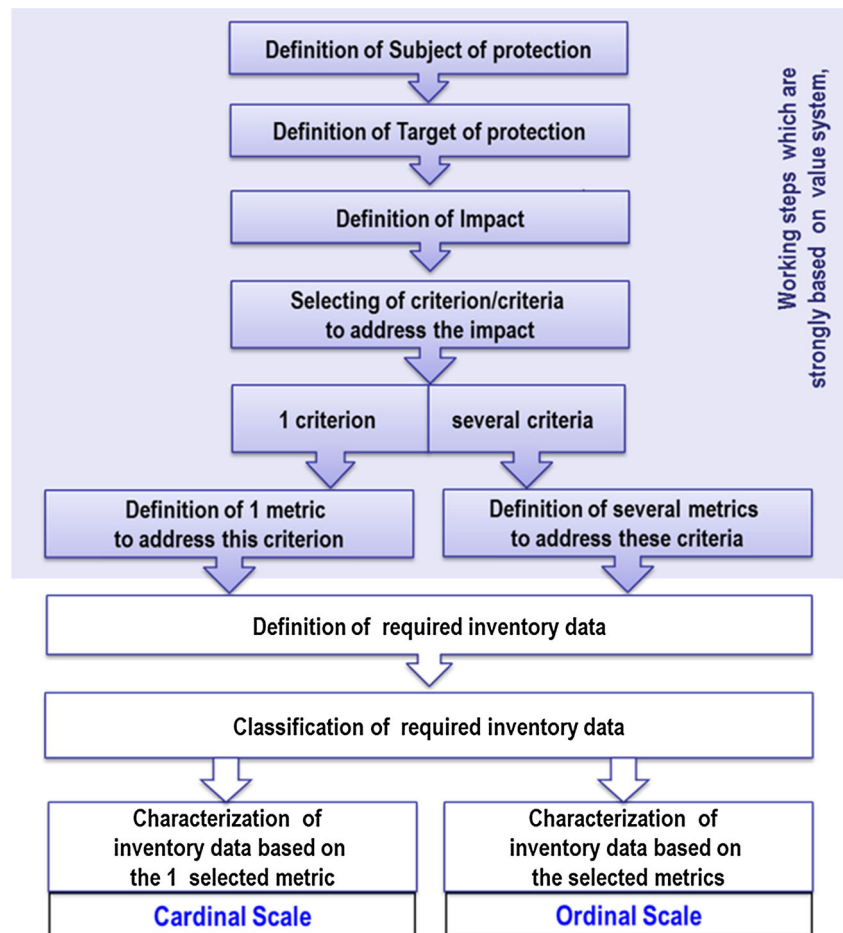 Definition of Subject of protection
Definition of Target of protection
Definition of Impact
Selecting of criterion/criteria
to address the impact
1 criterion
several criteria
Definition of 1 metric
to address this criterion
Definition of several metrics
to address these criteria
Working steps which are
strongly based on value system,
Definition of required inventory data
Classification of required inventory data
Characterization of
inventory data based on
the 1 selected metric
Cardinal Scale
Characterization of
inventory data based on
the selected metrics
Ordinal Scale